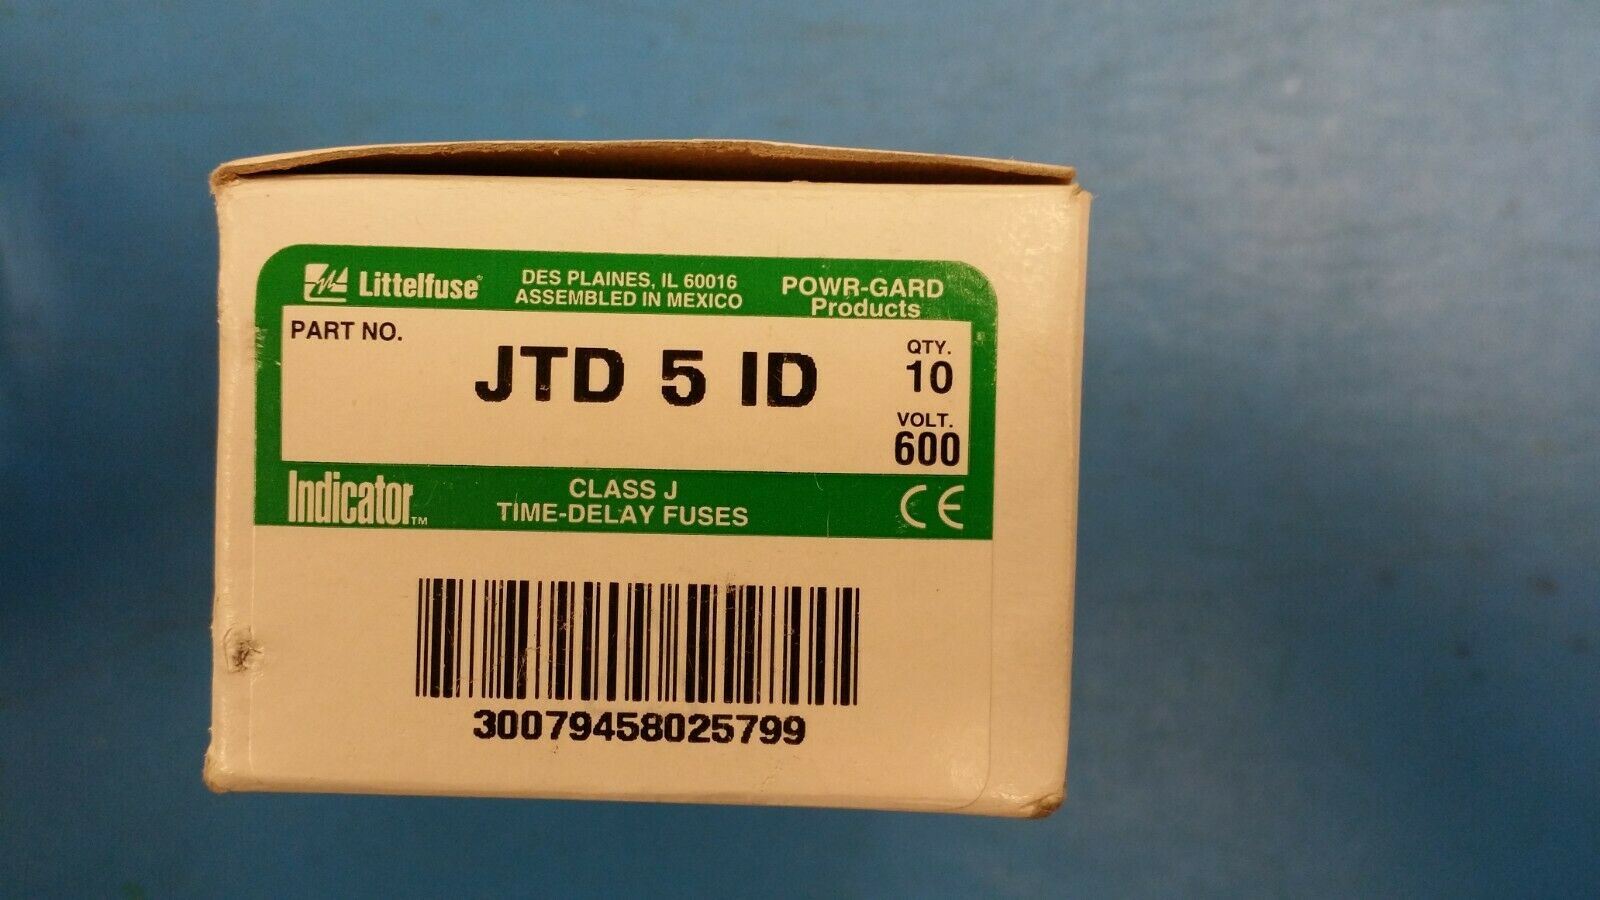 Littelfuse®
DES PLAINES, IL 60016
ASSEMBLED IN MEXICO
POWR-GARD
Products
PART NO.
JTD 5 ID
QTY.
10
VOLT.
600
Indicator™
CLASS J
TIME-DELAY FUSES
CE
30079458025799